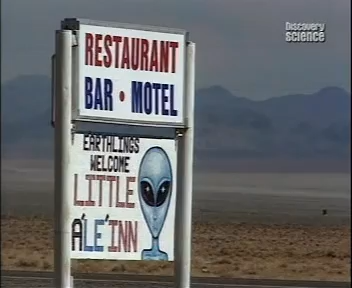 Discovery
SCIENCE
RESTAURANT
BAR • MOTEL
EARTHLINGS
WELCOME
LITTLE
A'LE'INN